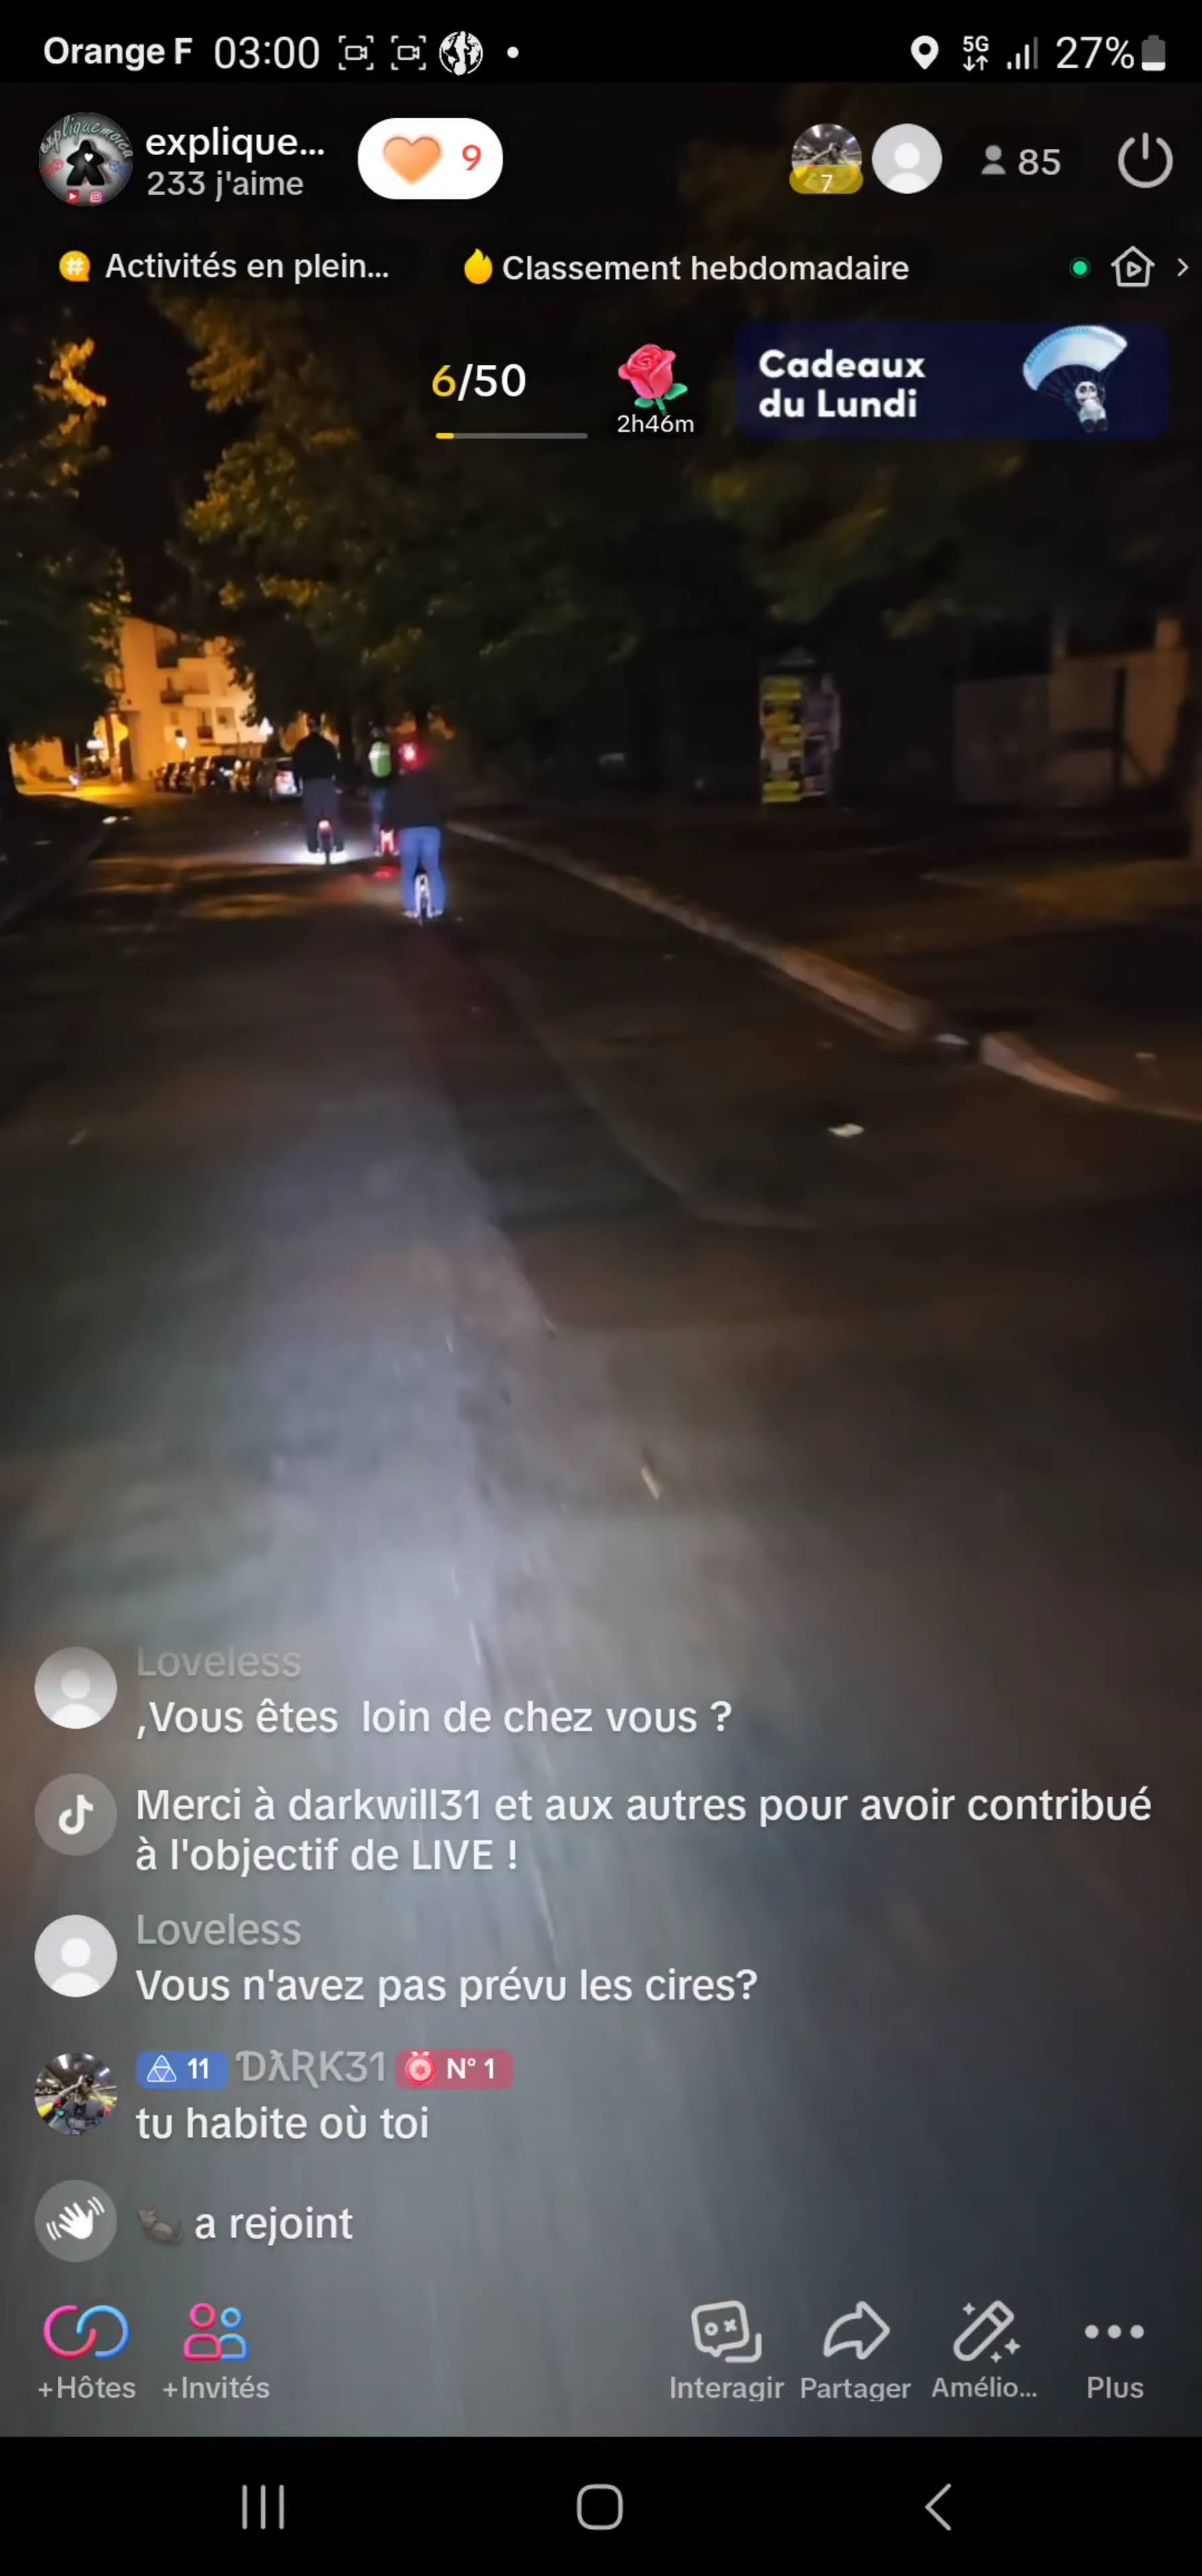 Orange F 03:00 5G 27%
expliquemoica
explique...
233 j'aime
9
7
85
Activités en plein...
Classement hebdomadaire
6/50
2h46m
Cadeaux
du Lundi
Loveless
,Vous êtes  loin de chez vous ?
Merci à darkwill31 et aux autres pour avoir contribué
à l'objectif de LIVE !
Loveless
Vous n'avez pas prévu les cires?
11 DΛRK31 N° 1
tu habite où toi
a rejoint
+Hôtes
+Invités
Interagir
Partager
Amélio...
Plus